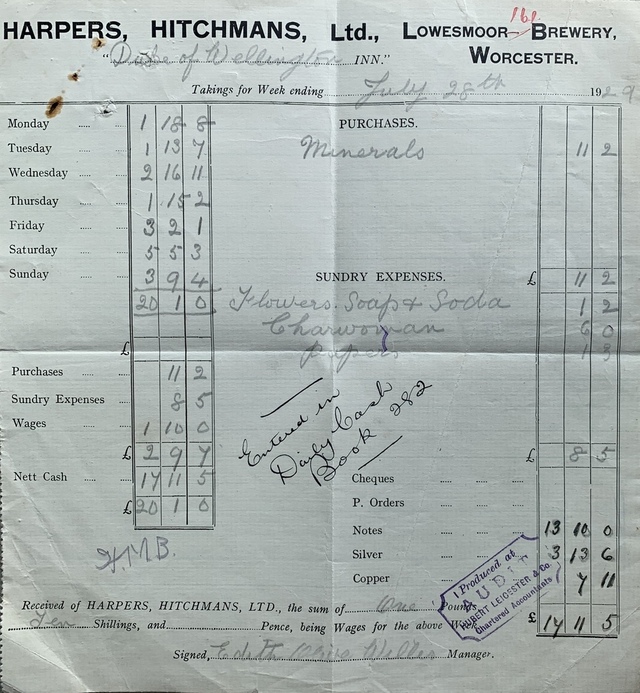 161
HARPERS, HITCHMANS, Ltd., LOWESMOOR BREWERY,
WORCESTER.
"Duke of Wellington INN."
Takings for Week ending July 28th 1929
Monday 1 18 8 PURCHASES.
Tuesday 1 13 7 Minerals 11 2
Wednesday 2 16 11
Thursday 1 15 2
Friday 3 2 1
Saturday 5 5 3
Sunday 3 9 4 SUNDRY EXPENSES. £ 11 2
20 1 0 Flowers. Soap & Soda 1 2
Charwoman 6 0
£ papers 1 3
Purchases 11 2
Sundry Expenses 8 5
Wages 1 10 0
£ 2 9 7 £ 8 5
Entered in
Daily Cash
Book 282
Nett Cash 17 11 5 Cheques
£ 20 1 0 P. Orders
Notes 13 10 0
H.M.B. Silver 3 13 6
Copper 7 11
Produced at
AUDIT
HUBERT LEICESTER & Co.
Chartered Accountants
£ 17 11 5
Received of HARPERS, HITCHMANS, LTD., the sum of One Pounds
Ten Shillings, and Pence, being Wages for the above Week
Signed, Edith Manager.